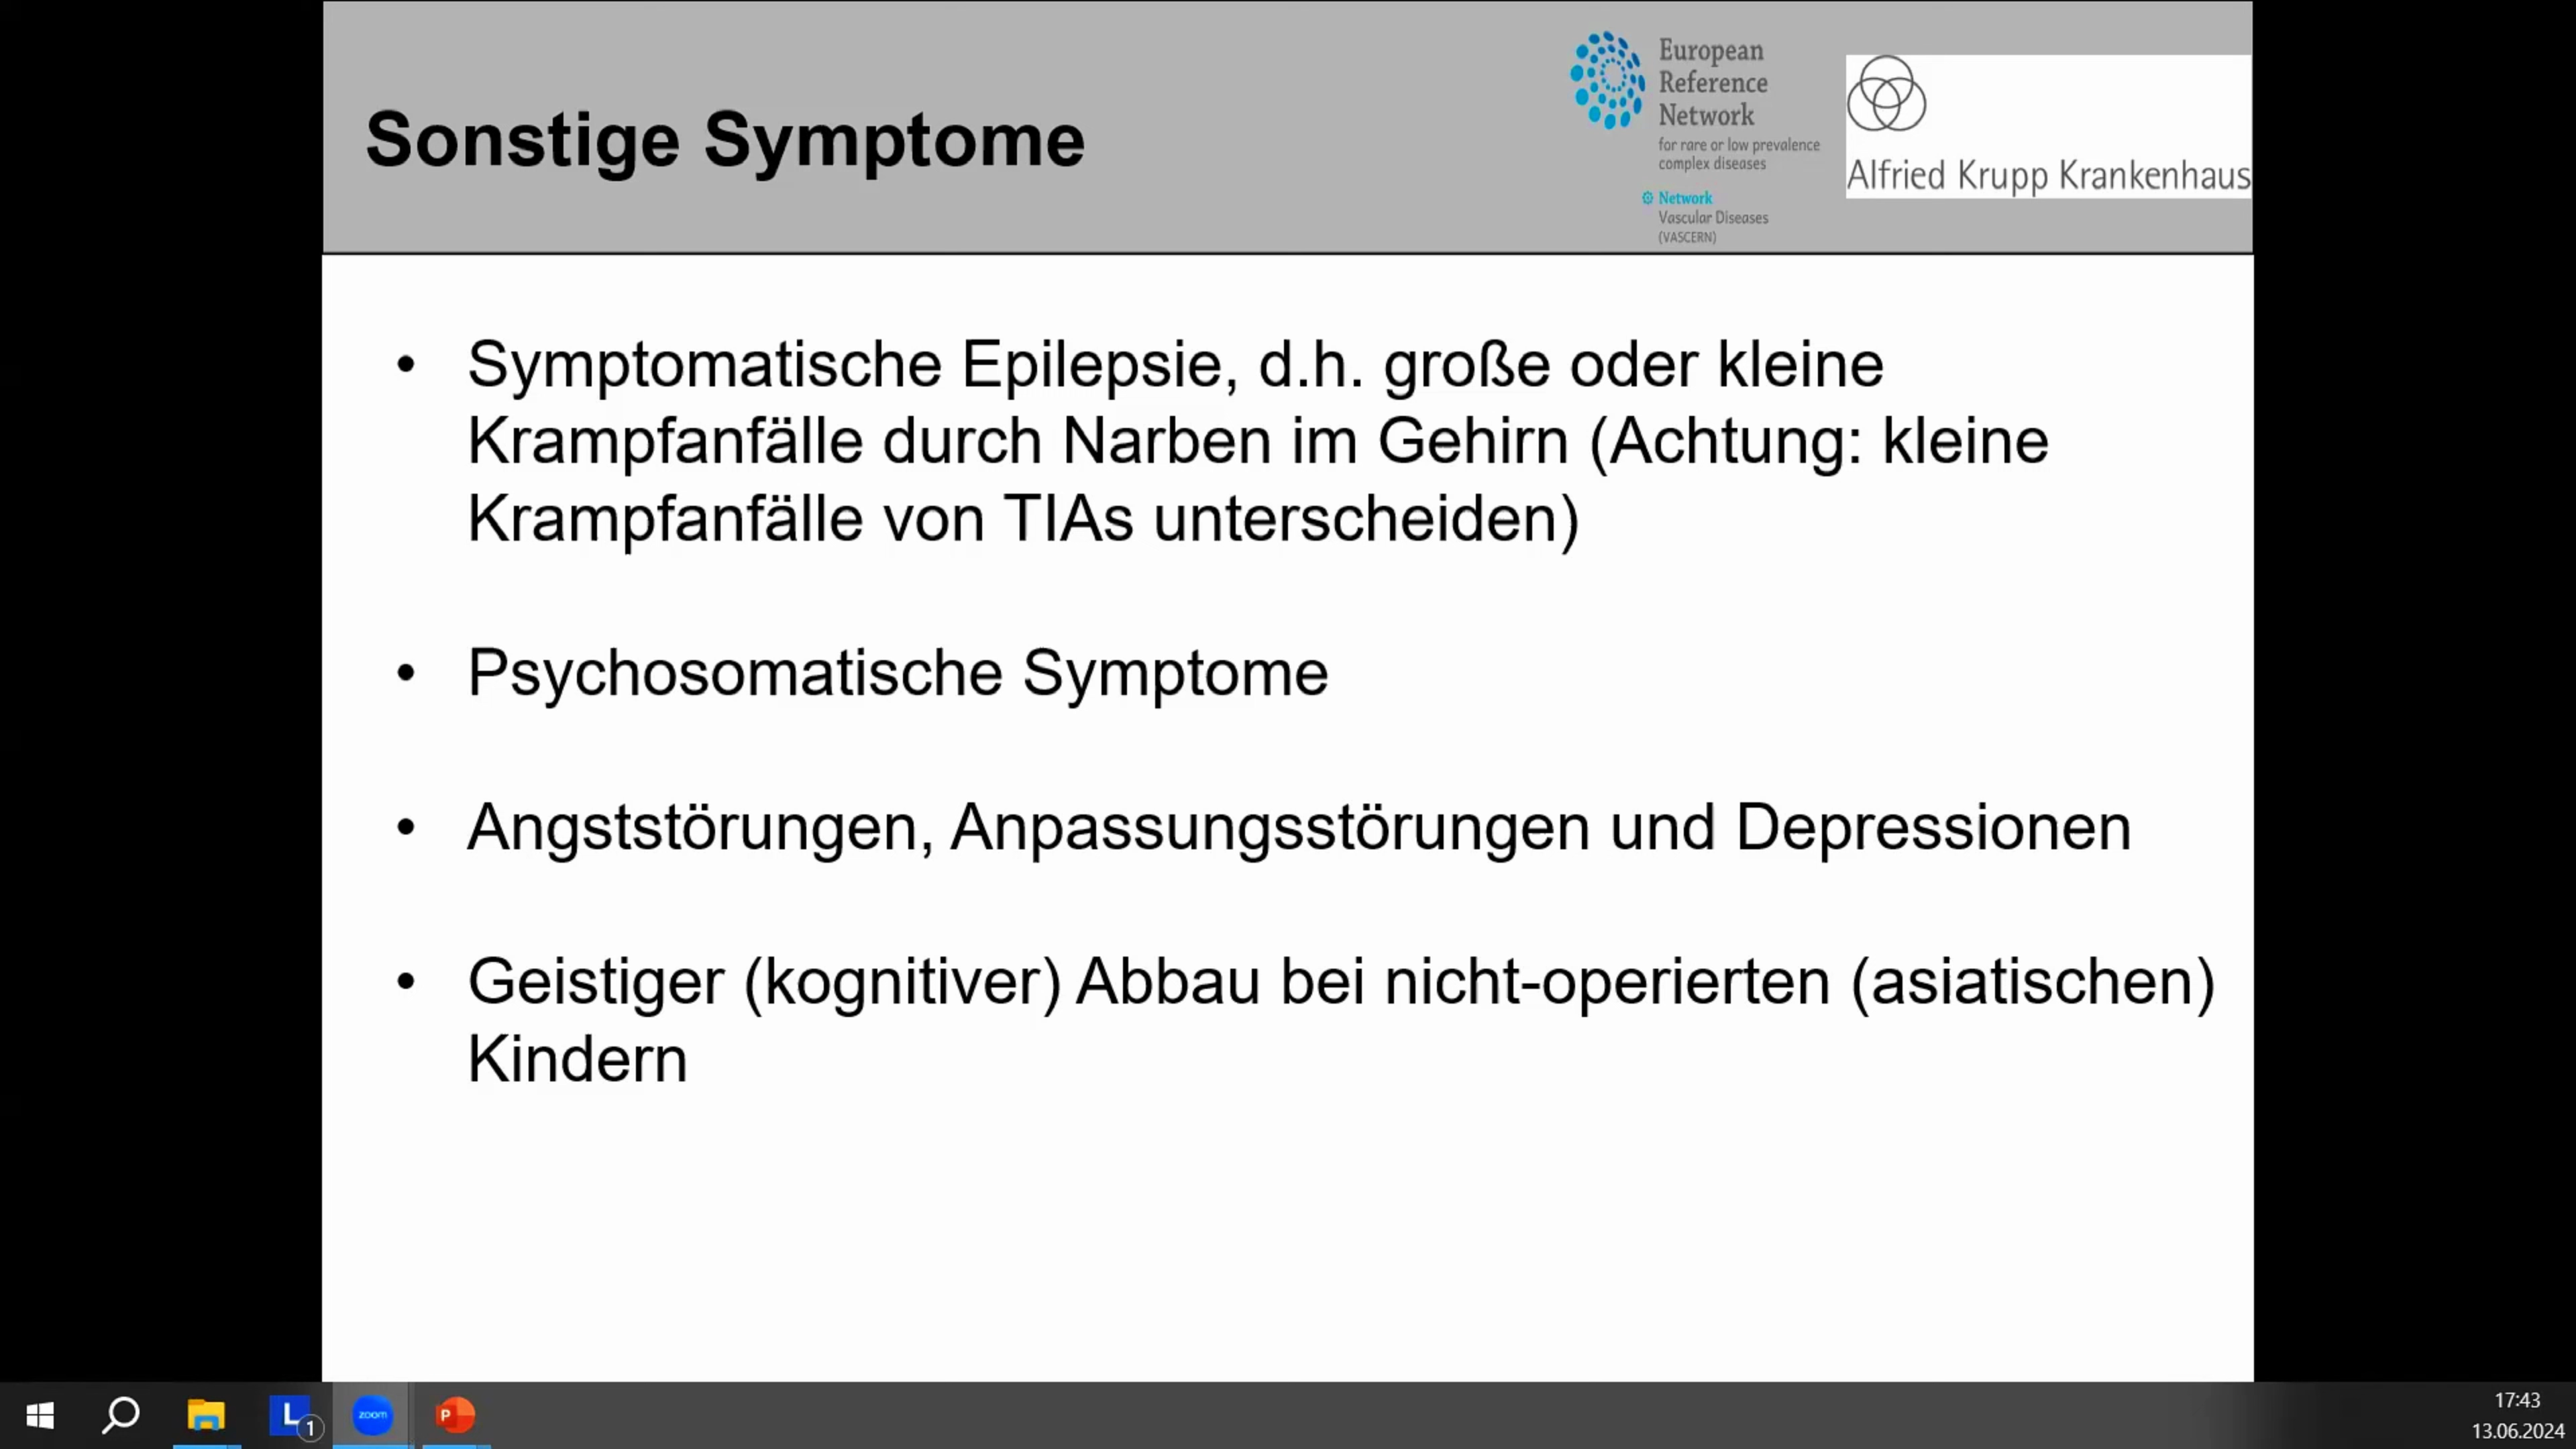 Sonstige Symptome
European
Reference
Network
for rare or low prevalence
complex diseases
Network
Vascular Diseases
(VASCERN)
Alfried Krupp Krankenhaus
• Symptomatische Epilepsie, d.h. große oder kleine
Krampfanfälle durch Narben im Gehirn (Achtung: kleine
Krampfanfälle von TIAs unterscheiden)
• Psychosomatische Symptome
• Angststörungen, Anpassungsstörungen und Depressionen
• Geistiger (kognitiver) Abbau bei nicht-operierten (asiatischen)
Kindern
L
1
zoom
P
17:43
13.06.2024